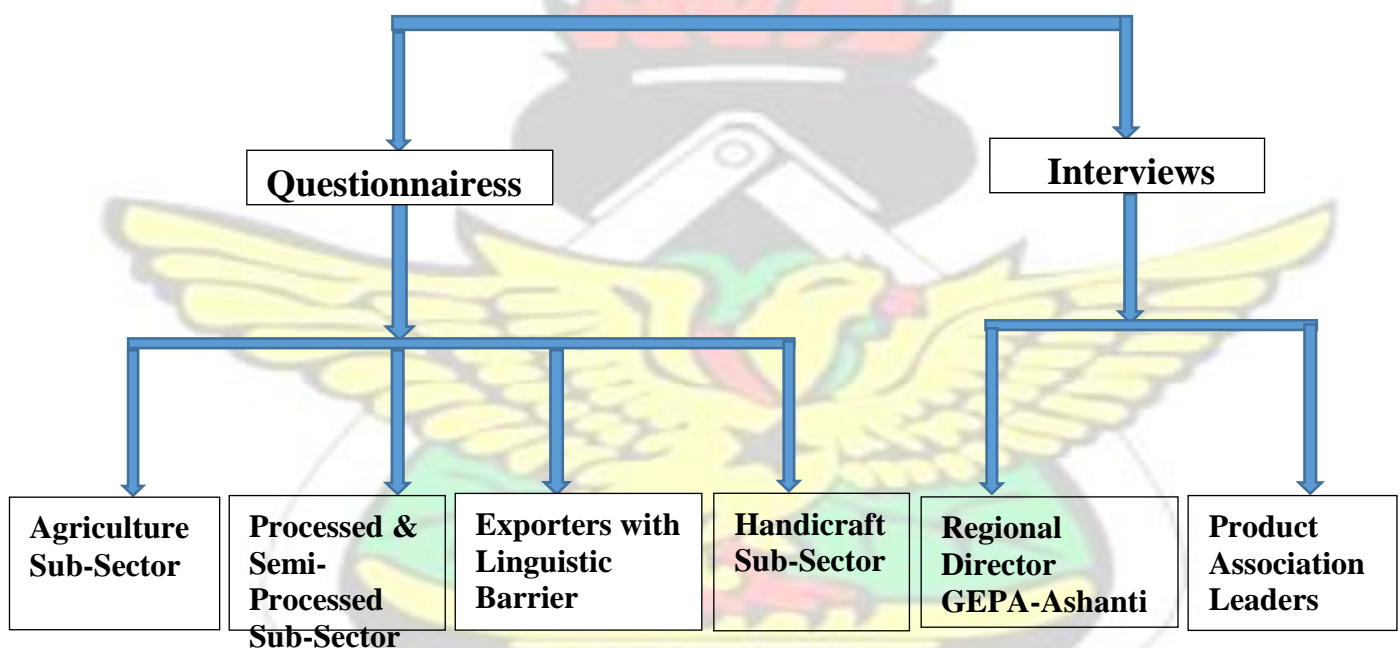 Questionnairess
Interviews
Agriculture
Sub-Sector
Processed &
Semi-
Processed
Sub-Sector
Exporters with
Linguistic
Barrier
Handicraft
Sub-Sector
Regional
Director
GEPA-Ashanti
Product
Association
Leaders